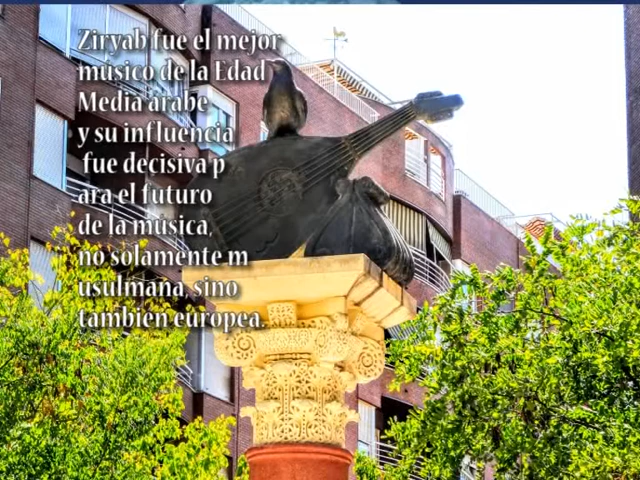 Ziryab fue el mejor
músico de la Edad
Media árabe
y su influencia
fue decisiva p
ara el futuro
de la música,
no solamente m
usulmana, sino
también europea.